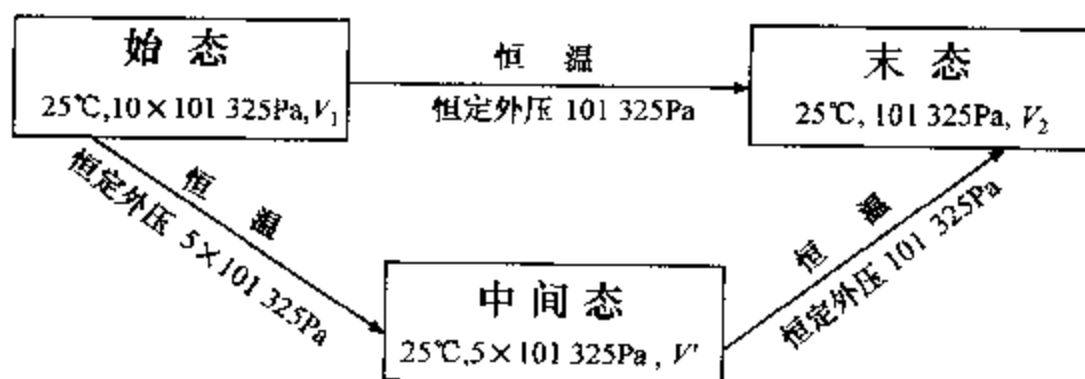 始态
25℃,10×101 325Pa,V₁
恒温
恒定外压 101 325Pa
末态
25℃, 101 325Pa, V₂
恒温
恒定外压 5×101 325Pa
中间态
25℃,5×101 325Pa, V'
恒温
恒定外压 101 325Pa